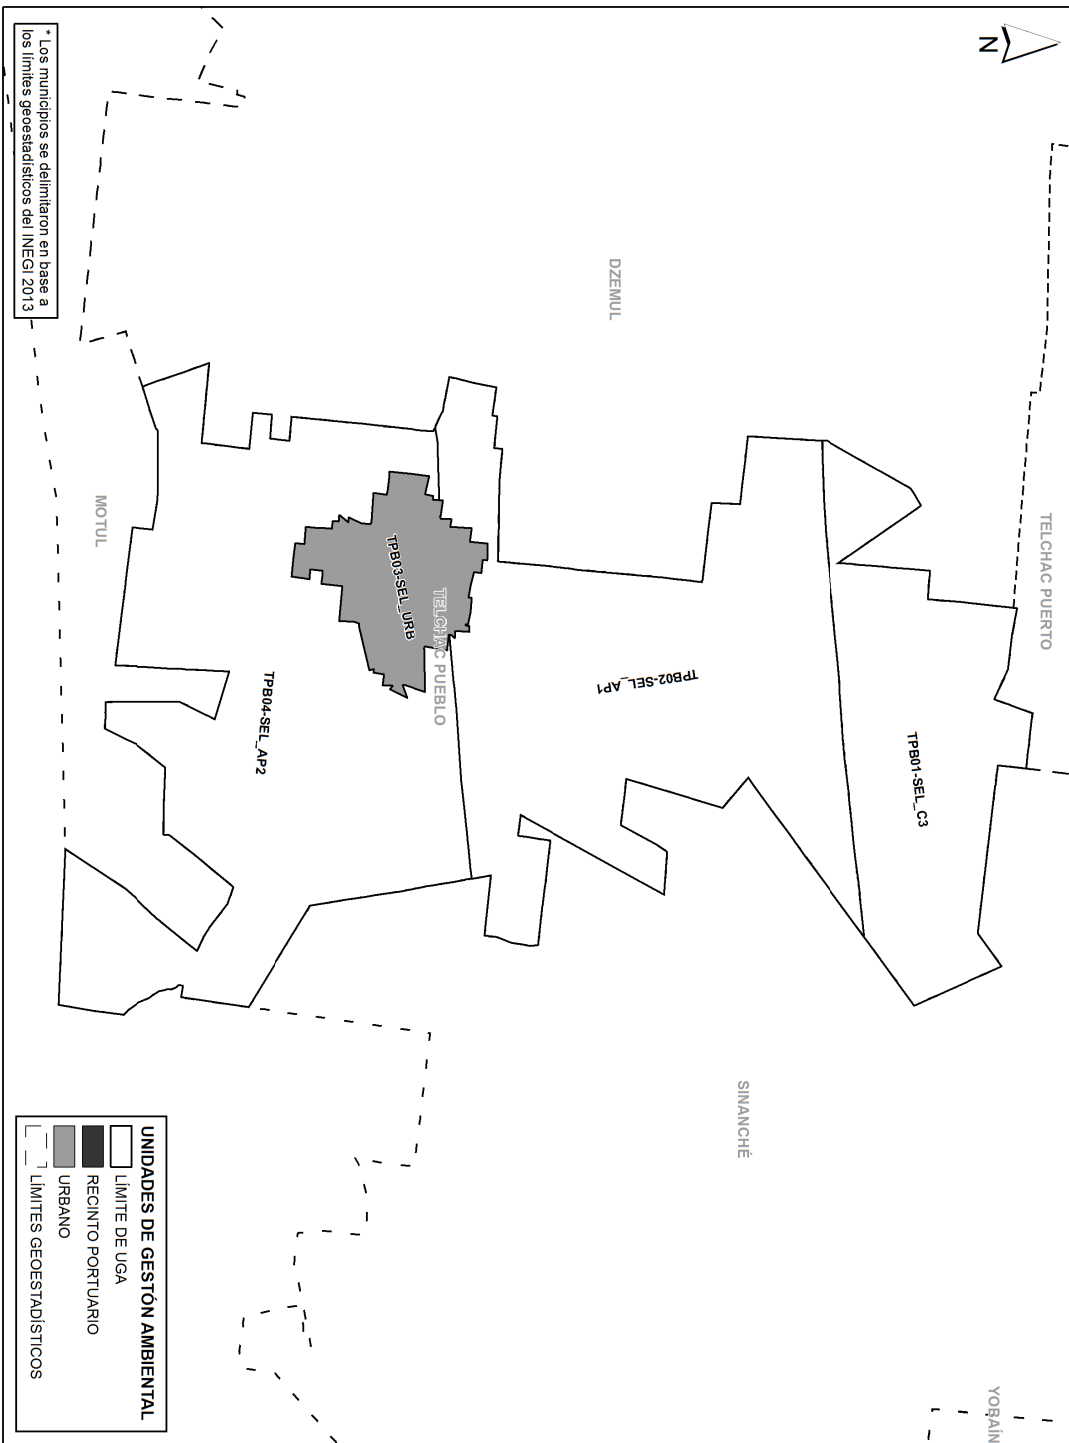 N
* Los municipios se delimitaron en base a
los límites geoestadísticos del INEGI 2013
DZEMUL
TELCHAC PUERTO
MOTUL
TPB03-SEL_URB
TELCHAC PUEBLO
TPB02-SEL_AP1
TPB04-SEL_AP2
TPB01-SEL_C3
SINANCHÉ
YOBAÍN
UNIDADES DE GESTÓN AMBIENTAL
LÍMITE DE UGA
RECINTO PORTUARIO
URBANO
LÍMITES GEOESTADÍSTICOS